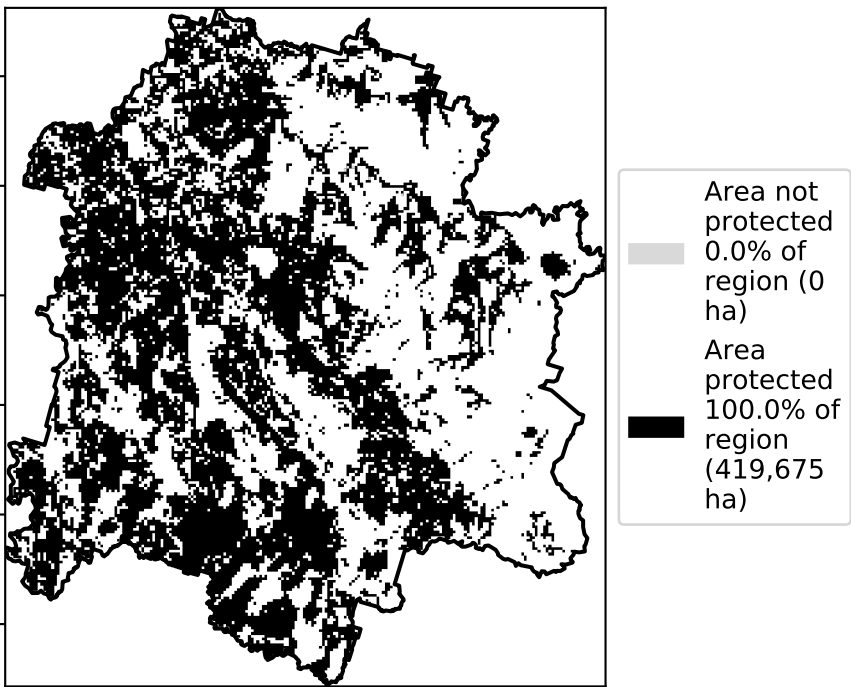 Area not
protected
0.0% of
region (0
ha)
Area
protected
100.0% of
region
(419,675
ha)